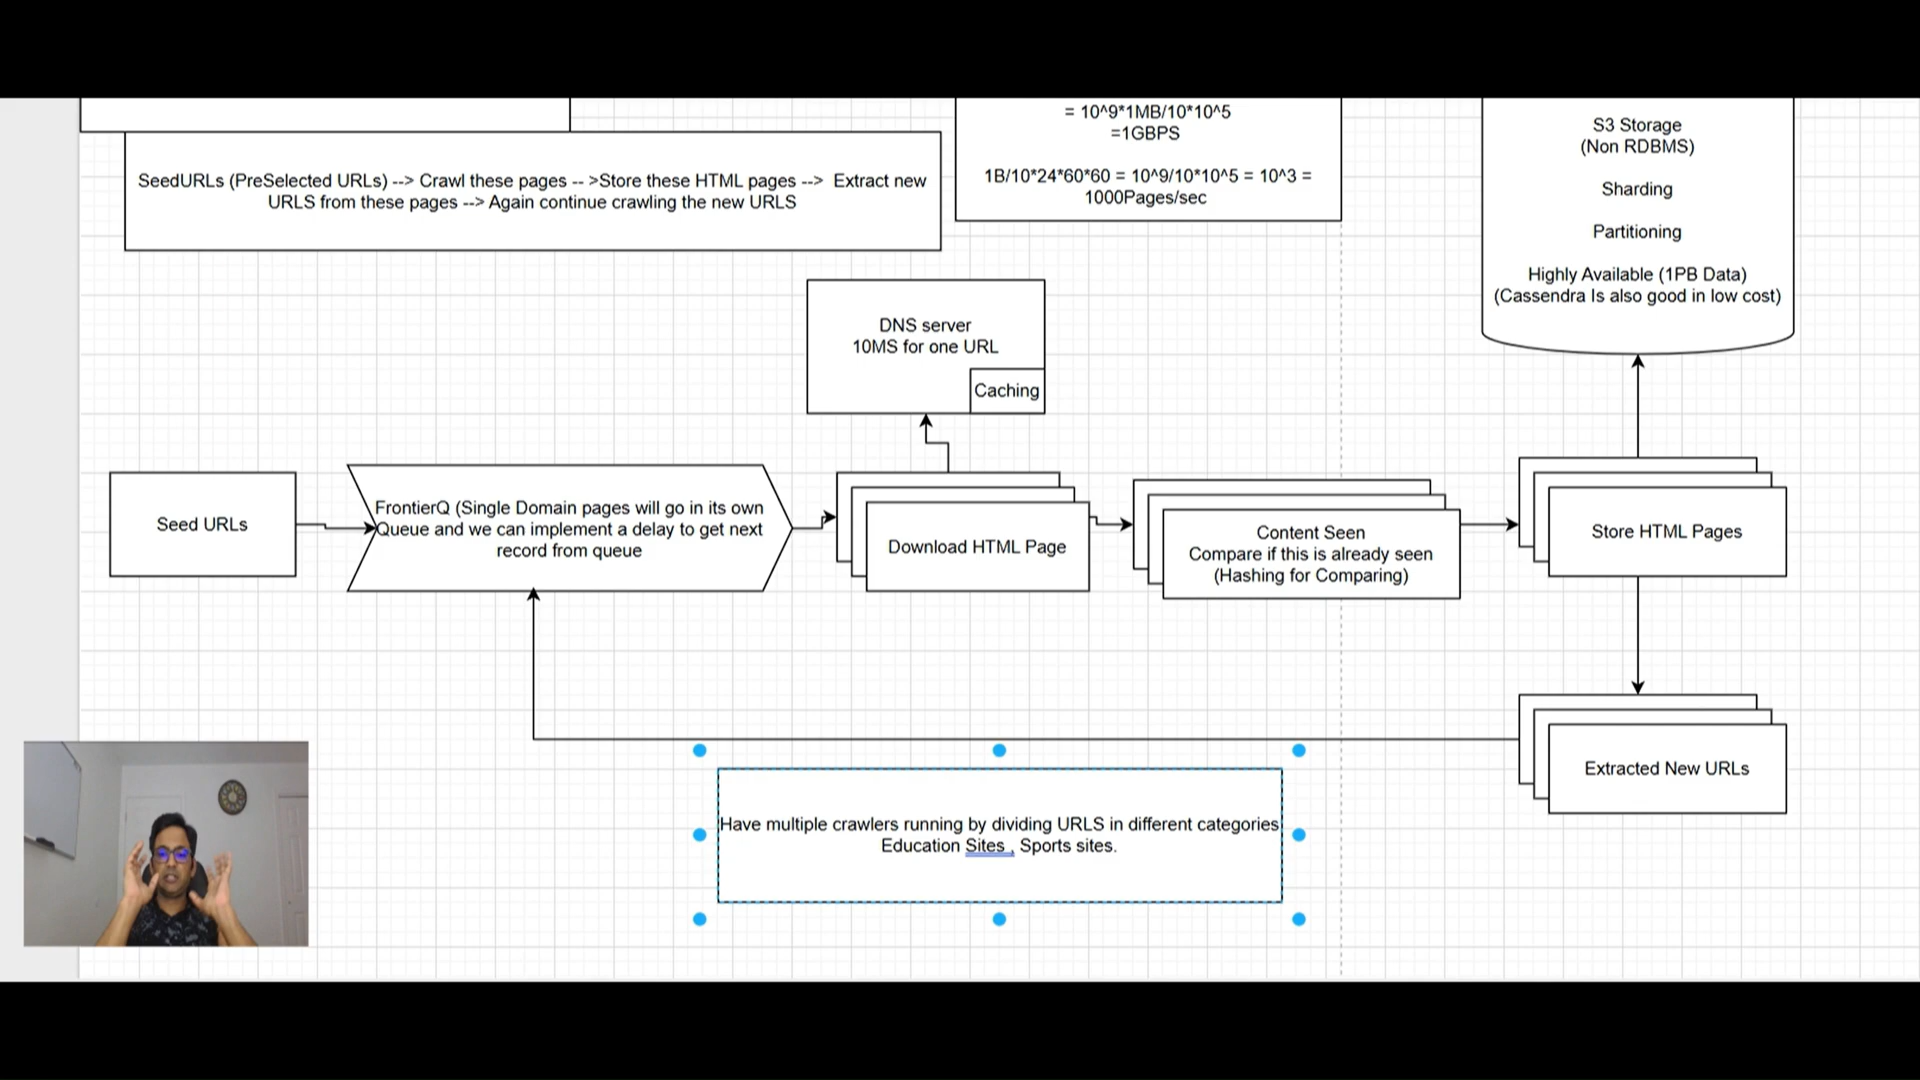 = 10^9*1MB/10*10^5
=1GBPS
1B/10*24*60*60 = 10^9/10*10^5 = 10^3 =
1000Pages/sec
S3 Storage
(Non RDBMS)
Sharding
Partitioning
Highly Available (1PB Data)
(Cassendra Is also good in low cost)
SeedURLs (PreSelected URLs) --> Crawl these pages -- >Store these HTML pages --> Extract new
URLS from these pages --> Again continue crawling the new URLS
DNS server
10MS for one URL
Caching
Seed URLs
FrontierQ (Single Domain pages will go in its own
Queue and we can implement a delay to get next
record from queue
Download HTML Page
Content Seen
Compare if this is already seen
(Hashing for Comparing)
Store HTML Pages
Extracted New URLs
Have multiple crawlers running by dividing URLS in different categories
Education Sites , Sports sites.